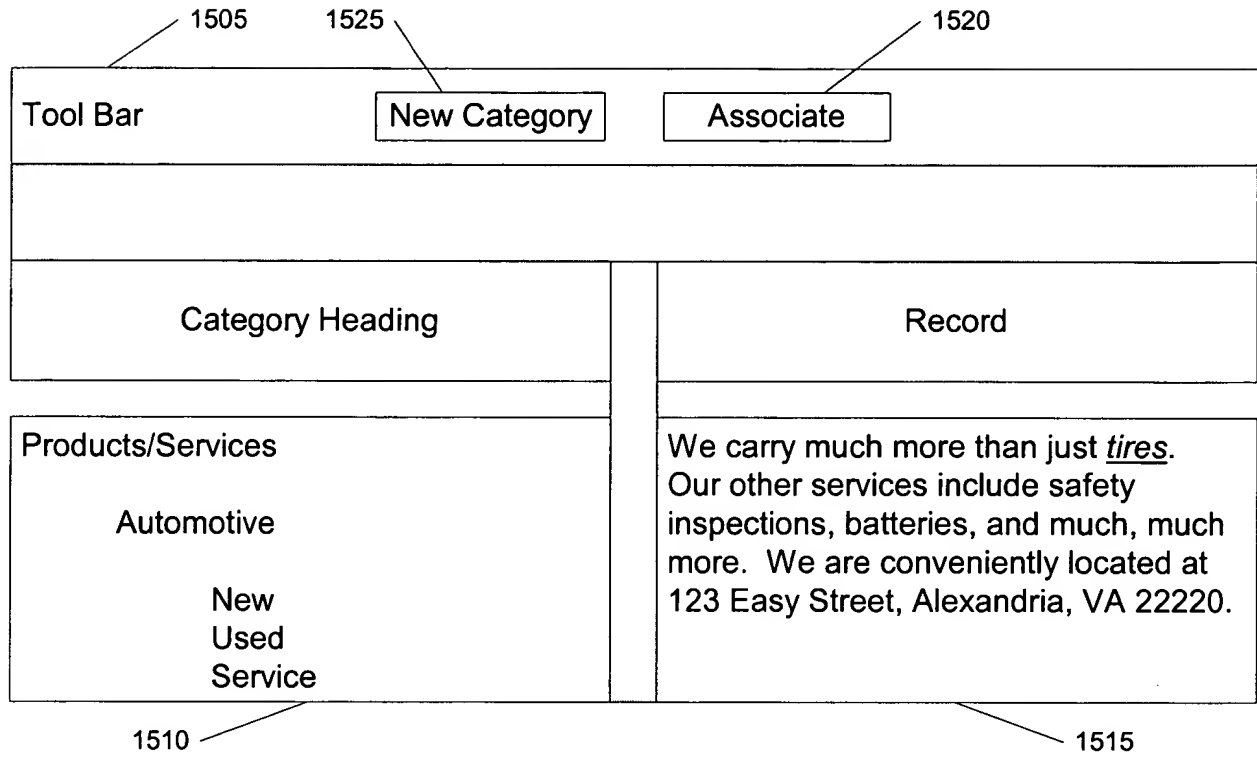 1505
1525
1520
Tool Bar
New Category
Associate
Category Heading
Record
Products/Services
Automotive
New
Used
Service
We carry much more than just tires.
Our other services include safety
inspections, batteries, and much, much
more. We are conveniently located at
123 Easy Street, Alexandria, VA 22220.
1510
1515